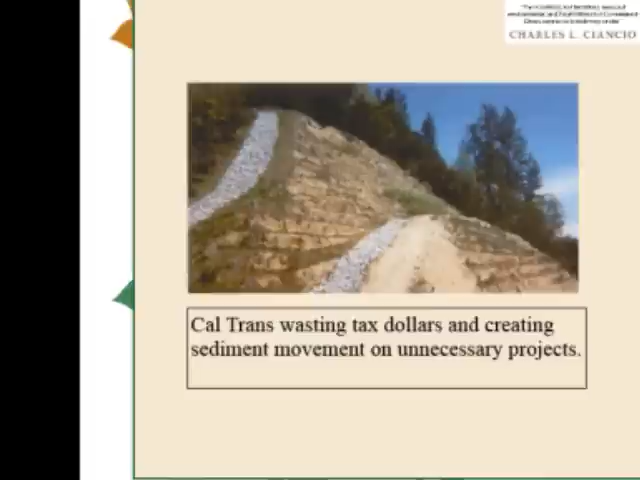 CHARLES L. CIANCIO
Cal Trans wasting tax dollars and creating
sediment movement on unnecessary projects.